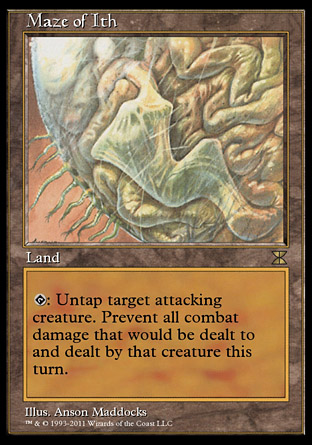 Maze of Ith
Land
: Untap target attacking
creature. Prevent all combat
damage that would be dealt to
and dealt by that creature this
turn.
Illus. Anson Maddocks
™ & © 1993-2011 Wizards of the Coast LLC